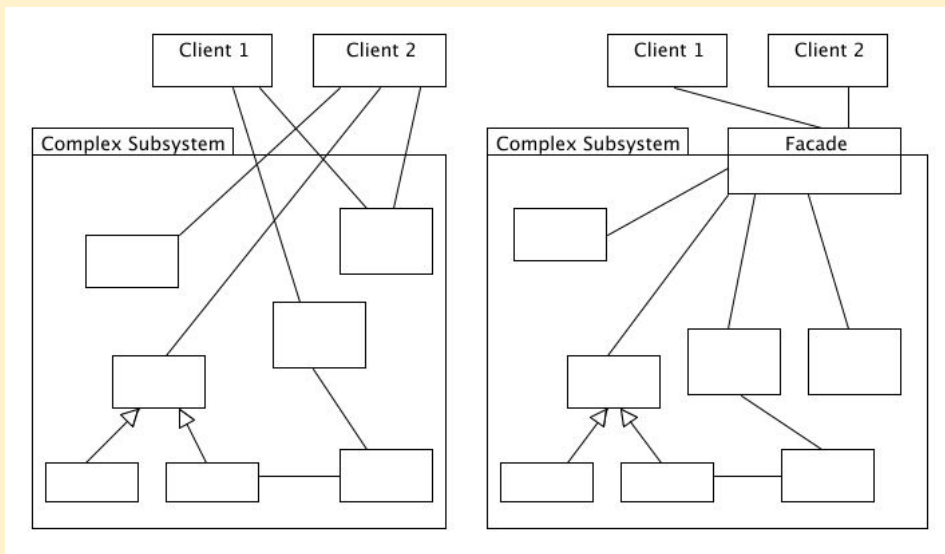 Client 1
Client 2
Complex Subsystem
Client 1
Client 2
Complex Subsystem
Facade